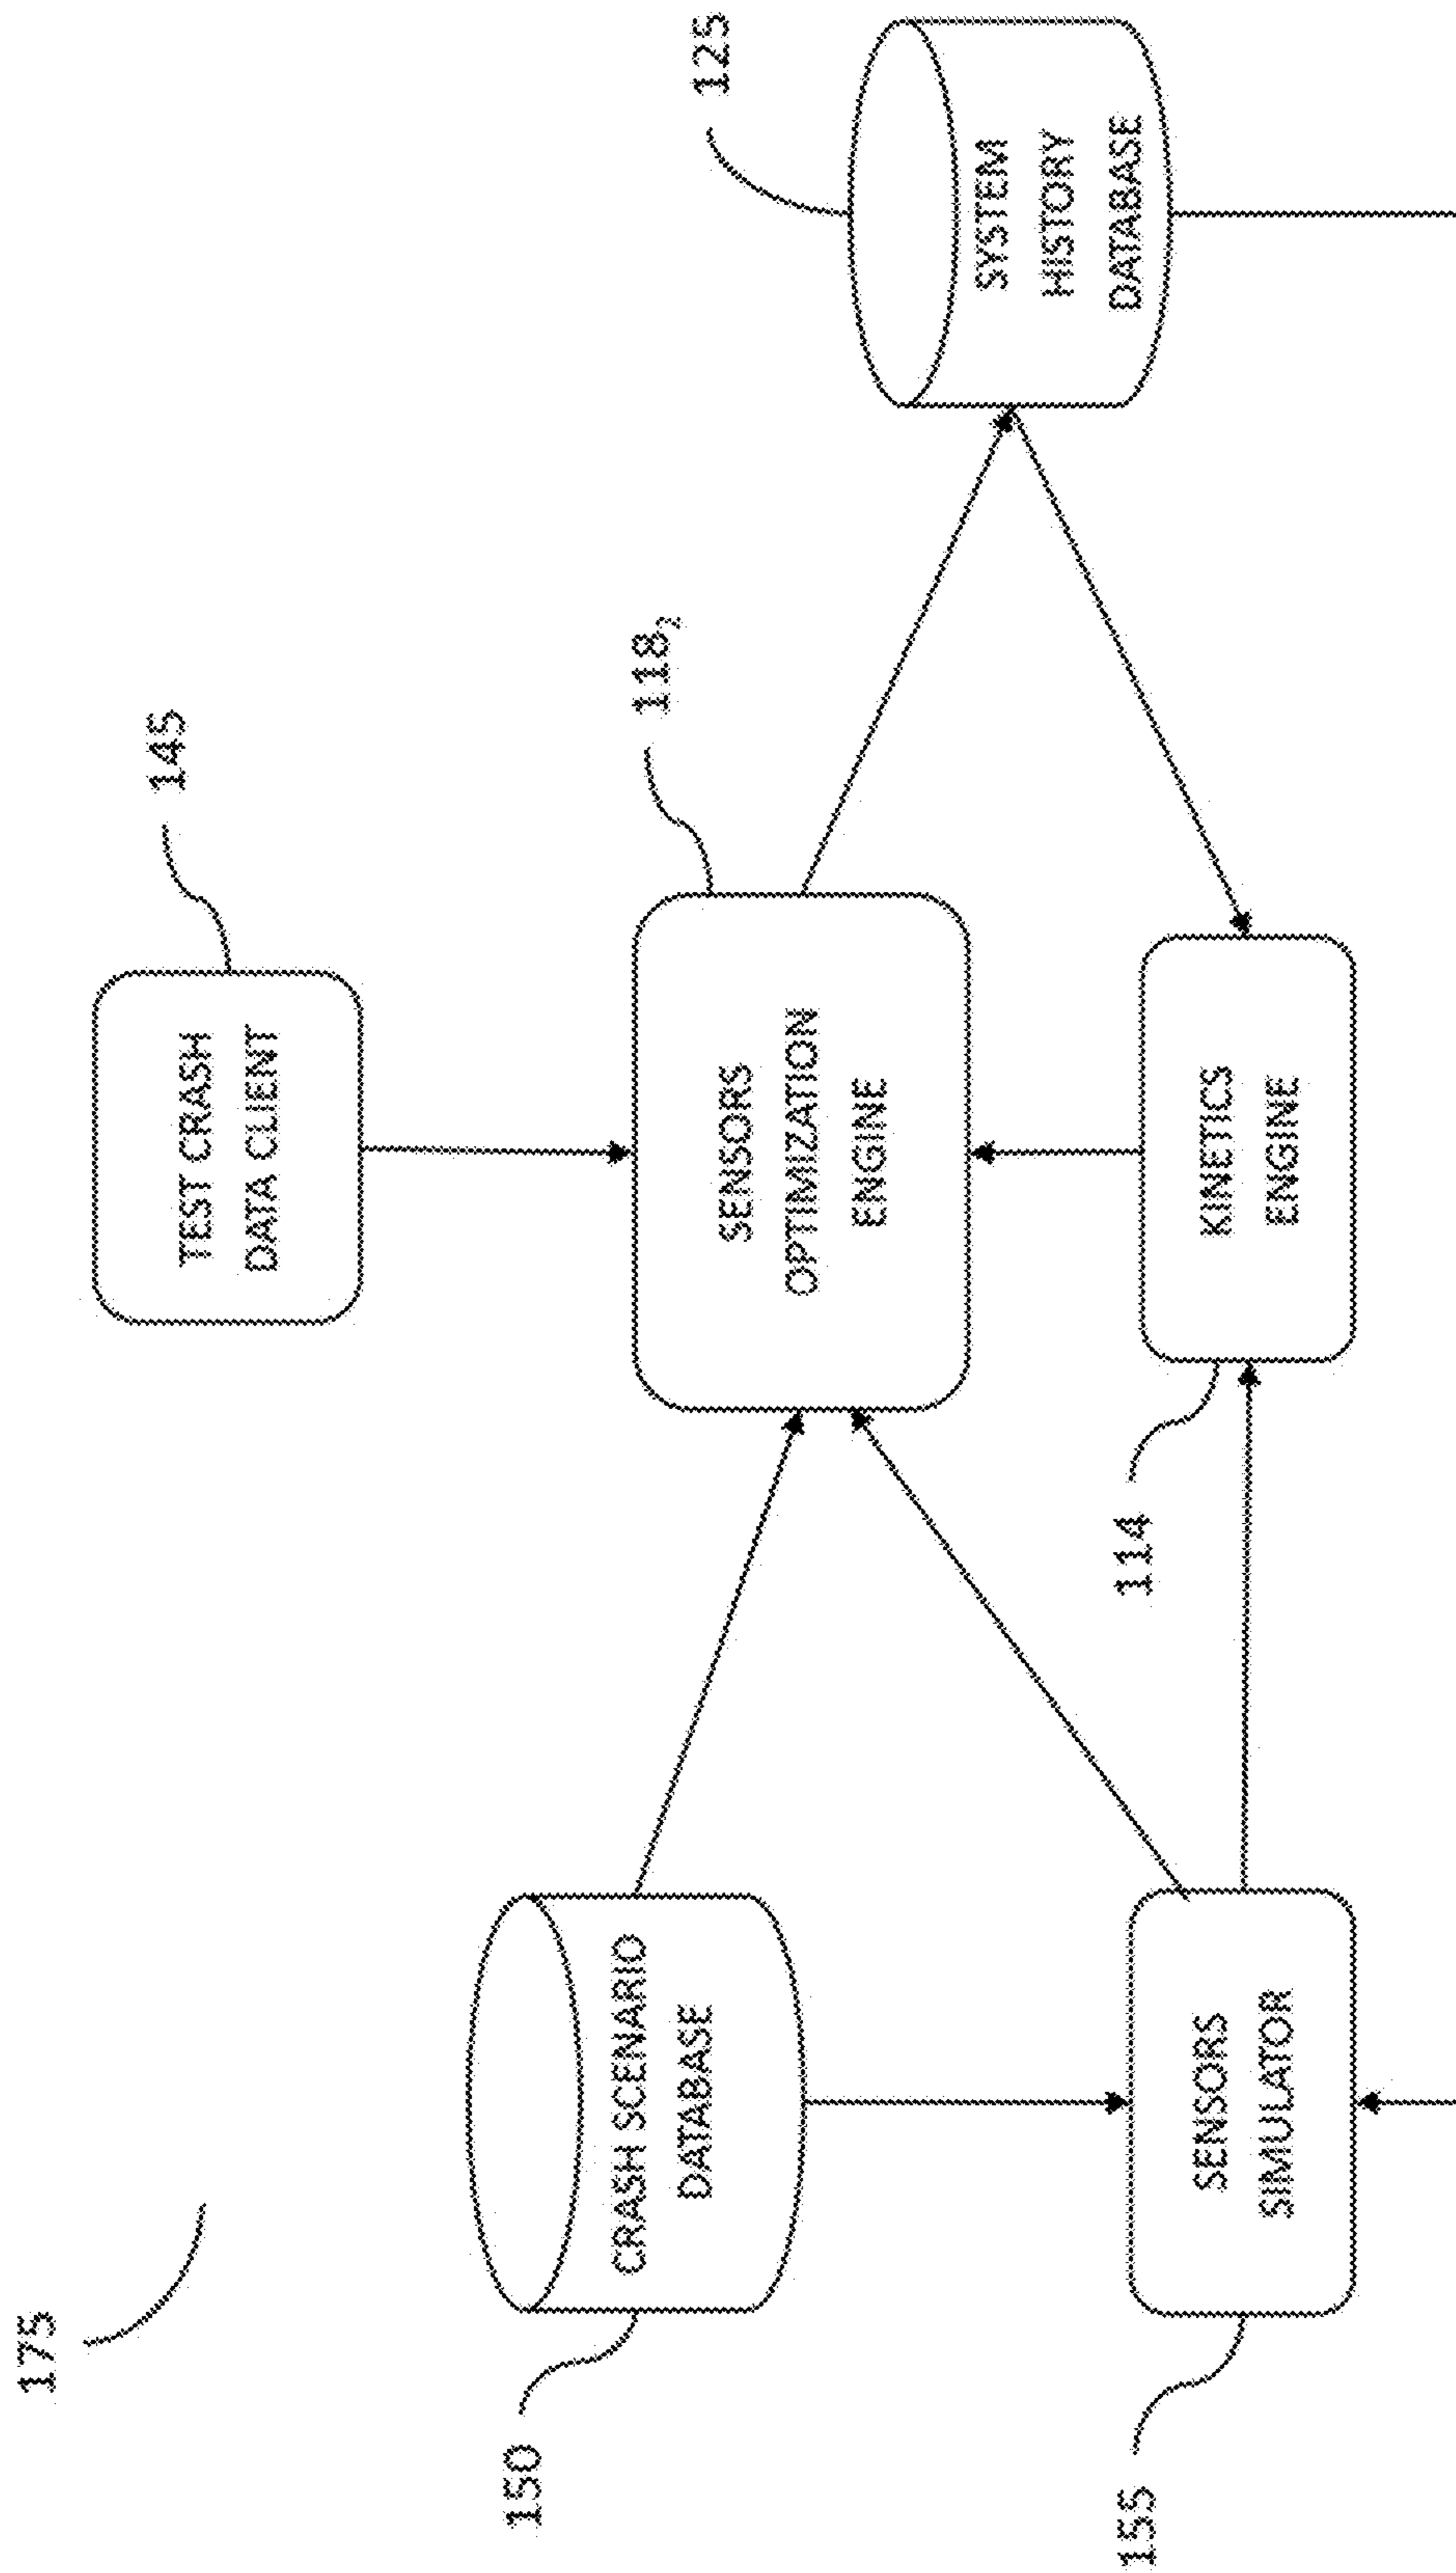 175
TEST CRASH
DATA CLIENT
145
150
CRASH SCENARIO
DATABASE
SENSORS
OPTIMIZATION
ENGINE
118₂
125
SYSTEM
HISTORY
DATABASE
155
SENSORS
SIMULATOR
114
KINETICS
ENGINE